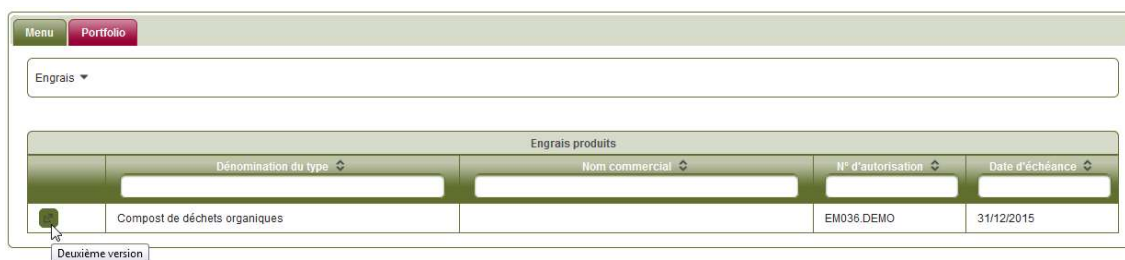 Menu Portfolio
Engrais
Engrais produits
Dénomination du type Nom commercial N° d'autorisation Date d'échéance
Compost de déchets organiques EM036.DEMO 31/12/2015
Deuxième version